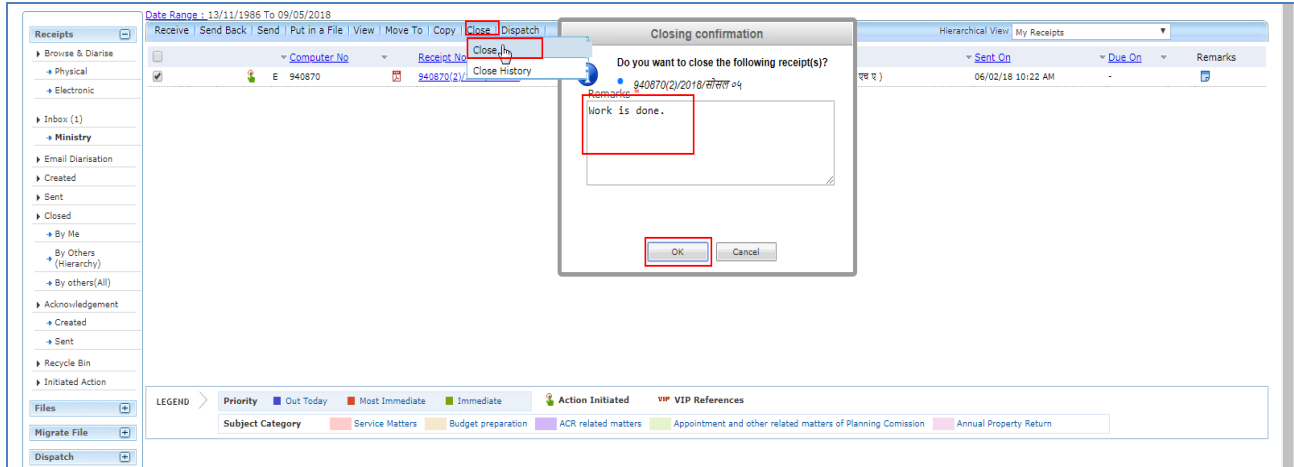 Date Range : 13/11/1986 To 09/05/2018
Receipts
Browse & Diarise
Physical
Electronic
Inbox (1)
Ministry
Email Diarisation
Created
Sent
Closed
By Me
By Others
(Hierarchy)
By others(All)
Acknowledgement
Created
Sent
Recycle Bin
Initiated Action
Files
Migrate File
Dispatch
Receive | Send Back | Send | Put in a File | View | Move To | Copy | Close | Dispatch |
Hierarchical View My Receipts
Close
Close History
Computer No Receipt No Sent On Due On Remarks
E 940870 940870(2)/ एच ए ) 06/02/18 10:22 AM -
Closing confirmation
Do you want to close the following receipt(s)?
940870(2)/2018/सोसल ०५
Remarks *
Work is done.
OK Cancel
LEGEND Priority Out Today Most Immediate Immediate Action Initiated VIP VIP References
Subject Category Service Matters Budget preparation ACR related matters Appointment and other related matters of Planning Comission Annual Property Return